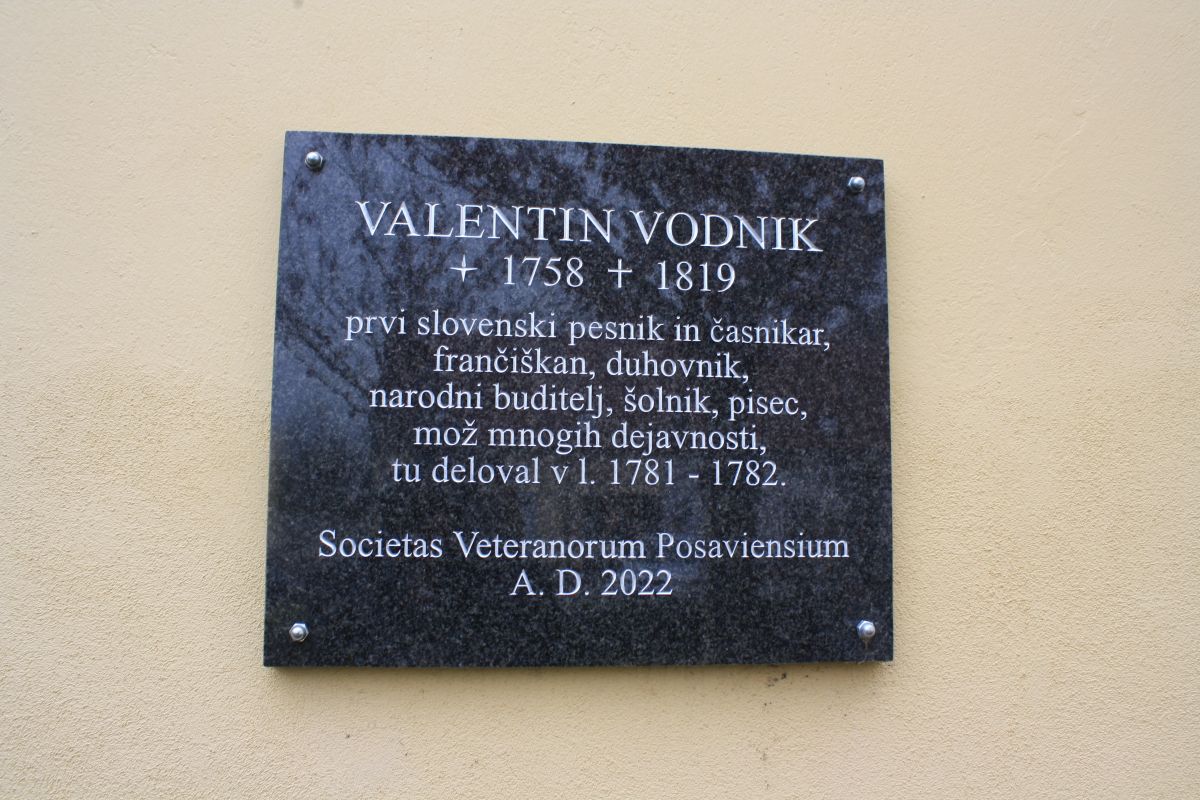 VALENTIN VODNIK
✦ 1758 ✝ 1819
prvi slovenski pesnik in časnikar,
frančiškan, duhovnik,
narodni buditelj, šolnik, pisec,
mož mnogih dejavnosti,
tu deloval v l. 1781 - 1782.
Societas Veteranorum Posaviensium
A. D. 2022